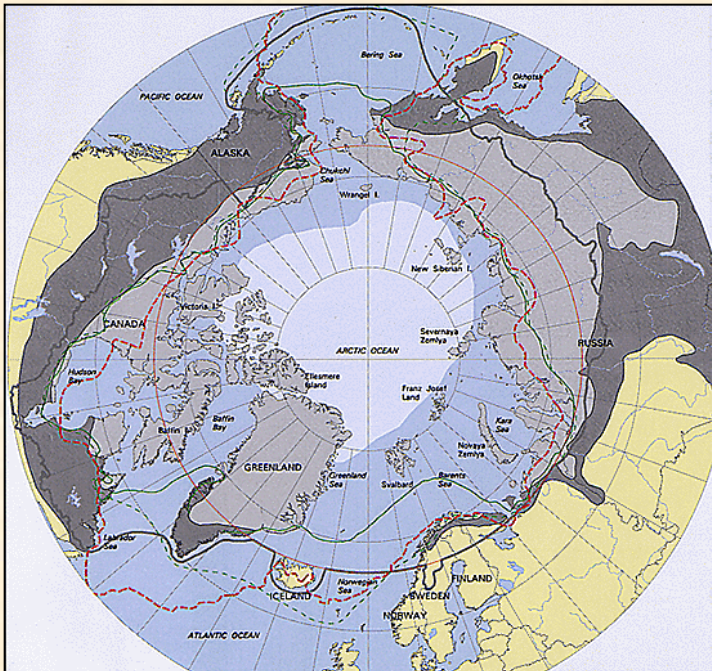 Bering Sea
Okhotsk
Sea
PACIFIC OCEAN
ALASKA
Chukchi
Sea
Wrangel I.
New Siberian I.
Victoria I.
CANADA
Severnaya
Zemlya
RUSSIA
ARCTIC OCEAN
Hudson
Bay
Ellesmere
Island
Franz Josef
Land
Baffin
Bay
Baffin I.
Kara
Sea
Novaya
Zemlya
GREENLAND
Greenland
Sea
Svalbard
Barents
Sea
Labrador
Sea
Norwegian
Sea
ICELAND
FINLAND
SWEDEN
NORWAY
ATLANTIC OCEAN